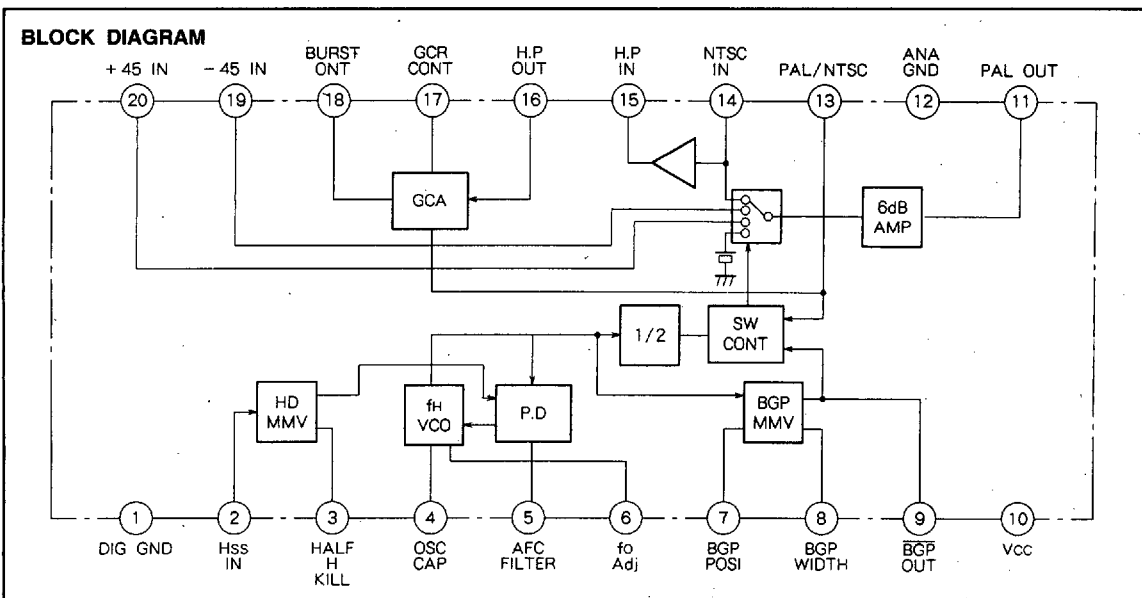 BLOCK DIAGRAM
+45 IN
-45 IN
BURST
ONT
GCR
CONT
H.P
OUT
H.P
IN
NTSC
IN
PAL/NTSC
ANA
GND
PAL OUT
20
19
18
17
16
15
14
13
12
11
GCA
6dB
AMP
1/2
SW
CONT
HD
MMV
fH
VCO
P.D
BGP
MMV
1
2
3
4
5
6
7
8
9
10
DIG GND
Hss
IN
HALF
H
KILL
OSC
CAP
AFC
FILTER
fo
Adj
BGP
POSI
BGP
WIDTH
BGP
OUT
Vcc